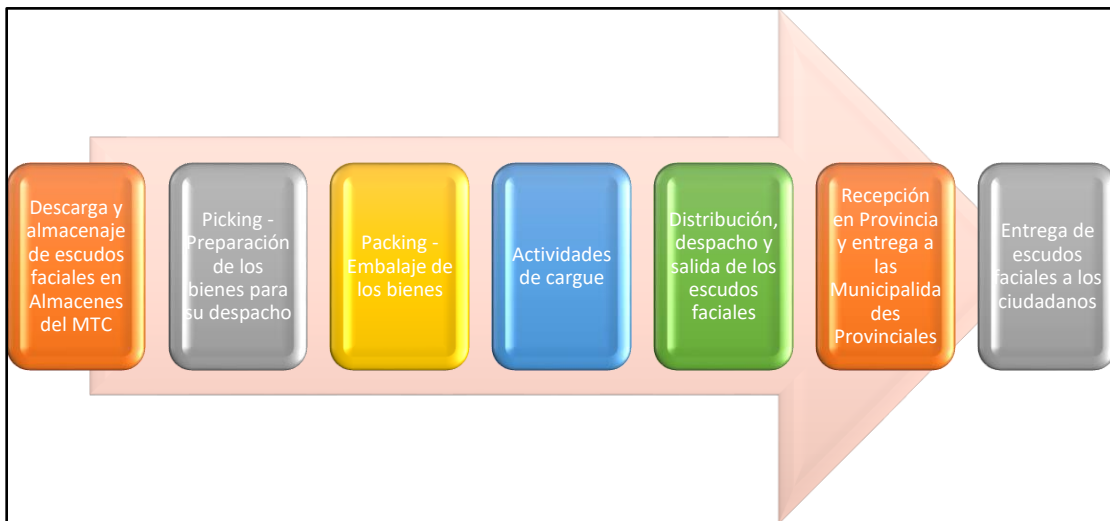 Descarga y
almacenaje
de escudos
faciales en
Almacenes
del MTC
Picking -
Preparación
de los
bienes para
su despacho
Packing -
Embalaje de
los bienes
Actividades
de cargue
Distribución,
despacho y
salida de los
escudos
faciales
Recepción
en Provincia
y entrega a
las
Municipalida
des
Provinciales
Entrega de
escudos
faciales a los
ciudadanos